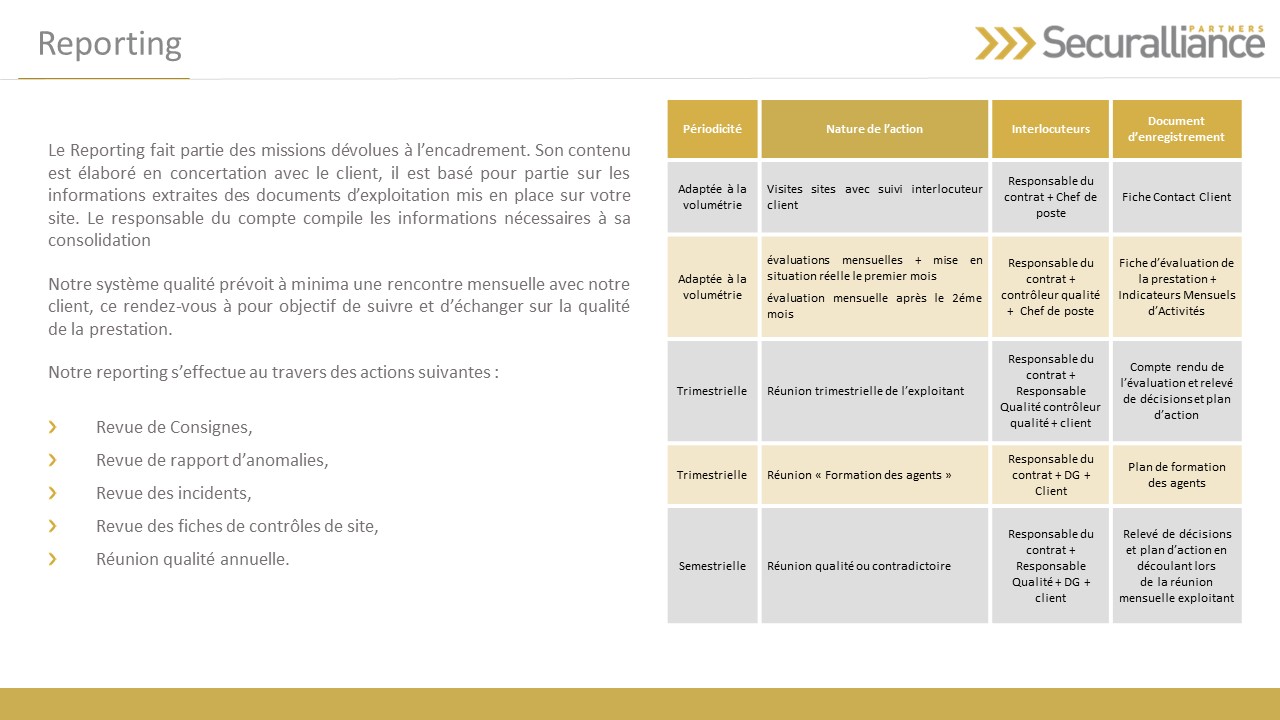 Reporting
PARTNERS
Securalliance
Le Reporting fait partie des missions dévolues à l’encadrement. Son contenu
est élaboré en concertation avec le client, il est basé pour partie sur les
informations extraites des documents d’exploitation mis en place sur votre
site. Le responsable du compte compile les informations nécessaires à sa
consolidation
Notre système qualité prévoit à minima une rencontre mensuelle avec notre
client, ce rendez-vous à pour objectif de suivre et d’échanger sur la qualité
de la prestation.
Notre reporting s’effectue au travers des actions suivantes :
Revue de Consignes,
Revue de rapport d’anomalies,
Revue des incidents,
Revue des fiches de contrôles de site,
Réunion qualité annuelle.
Périodicité
Nature de l’action
Interlocuteurs
Document
d’enregistrement
Adaptée à la
volumétrie
Visites sites avec suivi interlocuteur
client
Responsable du
contrat + Chef de
poste
Fiche Contact Client
Adaptée à la
volumétrie
évaluations mensuelles + mise en
situation réelle le premier mois
évaluation mensuelle après le 2éme
mois
Responsable du
contrat +
contrôleur qualité
+ Chef de poste
Fiche d’évaluation de
la prestation +
Indicateurs Mensuels
d’Activités
Trimestrielle
Réunion trimestrielle de l’exploitant
Responsable du
contrat +
Responsable
Qualité contrôleur
qualité + client
Compte rendu de
l’évaluation et relevé
de décisions et plan
d’action
Trimestrielle
Réunion « Formation des agents »
Responsable du
contrat + DG +
Client
Plan de formation
des agents
Semestrielle
Réunion qualité ou contradictoire
Responsable du
contrat +
Responsable
Qualité + DG +
client
Relevé de décisions
et plan d’action en
découlant lors
de la réunion
mensuelle exploitant